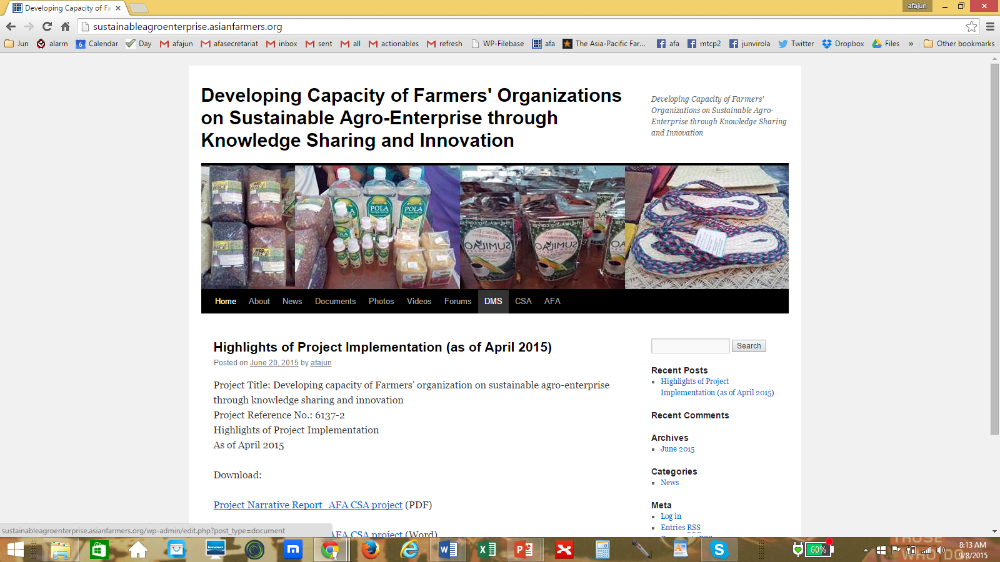 Developing Capacity of Fa
afajun
sustainableagroenterprise.asianfarmers.org
Jun alarm Calendar Day afajun afasecretariat inbox sent all actionables refresh WP-Filebase afa The Asia-Pacific Far... afa mtcp2 junvirola Twitter Dropbox Files » Other bookmarks
Developing Capacity of Farmers' Organizations
on Sustainable Agro-Enterprise through
Knowledge Sharing and Innovation
Developing Capacity of Farmers'
Organizations on Sustainable Agro-
Enterprise through Knowledge Sharing
and Innovation
POLA
POLA
SUMILAO
SUMILAO
Home About News Documents Photos Videos Forums DMS CSA AFA
Highlights of Project Implementation (as of April 2015)
Posted on June 20, 2015 by afajun
Project Title: Developing capacity of Farmers’ organization on sustainable agro-enterprise
through knowledge sharing and innovation
Project Reference No.: 6137-2
Highlights of Project Implementation
As of April 2015
Download:
Project Narrative Report_AFA CSA project (PDF)
AFA CSA project (Word)
Search
Recent Posts
Highlights of Project
Implementation (as of April 2015)
Recent Comments
Archives
June 2015
Categories
News
Meta
Log in
Entries RSS
sustainableagroenterprise.asianfarmers.org/wp-admin/edit.php?post_type=document
lenovo
60%
THOSE
WHO DO
8:13 AM
9/8/2015